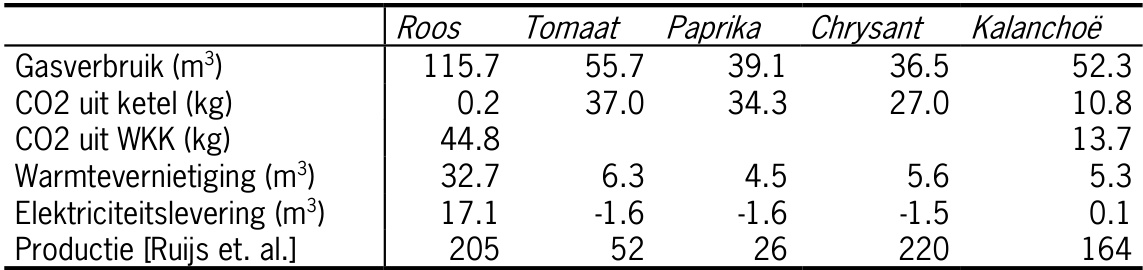 Roos Tomaat Paprika Chrysant Kalanchoë
Gasverbruik (m³) 115.7 55.7 39.1 36.5 52.3
CO2 uit ketel (kg) 0.2 37.0 34.3 27.0 10.8
CO2 uit WKK (kg) 44.8 13.7
Warmtevernietiging (m³) 32.7 6.3 4.5 5.6 5.3
Elektriciteitslevering (m³) 17.1 -1.6 -1.6 -1.5 0.1
Productie [Ruijs et. al.] 205 52 26 220 164